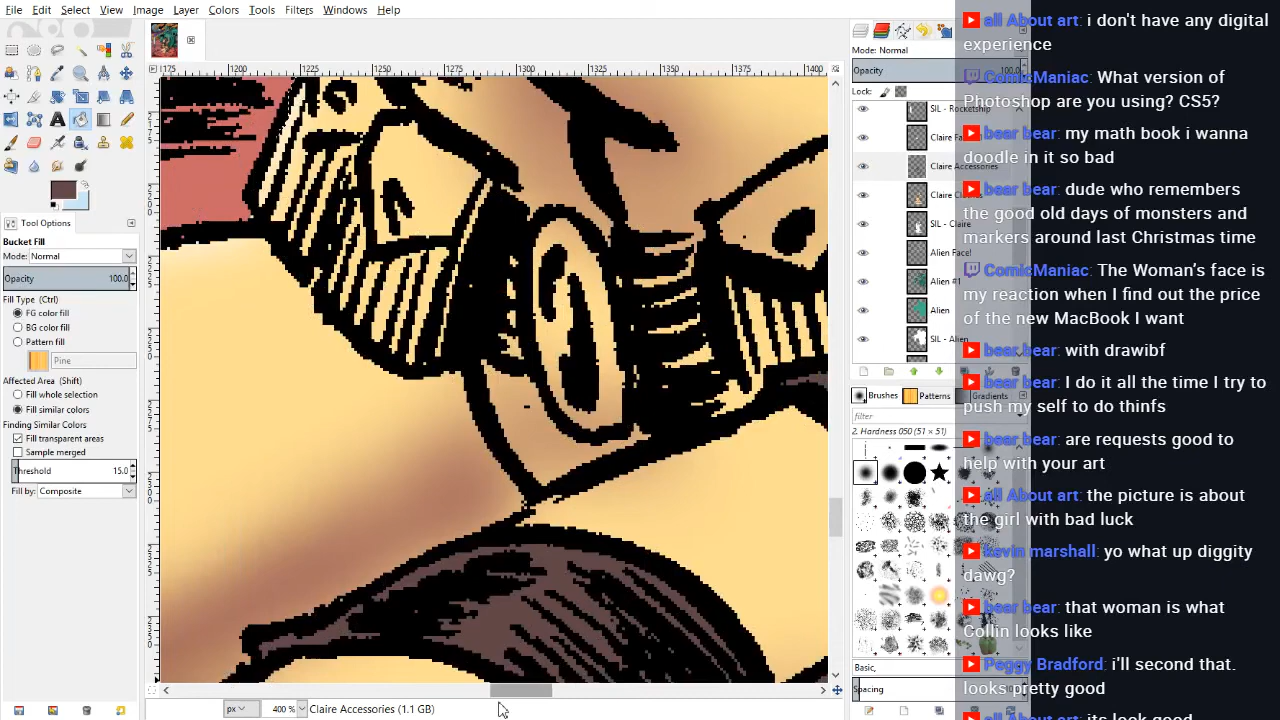 File Edit Select View Image Layer Colors Tools Filters Windows Help
1175 1200 1225 1250 1275 1300 1325 1350 1375 1400
Mode: Normal
Opacity 100.0
Lock:
SIL - Rocketship
Claire Fa
Claire Accessories
Claire C
SIL - Claire
Alien Face!
Alien #1
Alien
SIL - Alien
Tool Options
Bucket Fill
Mode: Normal
Opacity 100.0
Fill Type (Ctrl)
FG color fill
BG color fill
Pattern fill
Pine
Affected Area (Shift)
Fill whole selection
Fill similar colors
Finding Similar Colors
Fill transparent areas
Sample merged
Threshold 15.0
Fill by: Composite
Brushes Patterns Gradients
filter
2. Hardness 050 (51 × 51)
Basic,
Spacing
px 400 % Claire Accessories (1.1 GB)
all About art: i don't have any digital
experience
ComicManiac: What version of
Photoshop are you using? CS5?
bear bear: my math book i wanna
doodle in it so bad
bear bear: dude who remembers
the good old days of monsters and
markers around last Christmas time
ComicManiac: The Woman's face is
my reaction when I find out the price
of the new MacBook I want
bear bear: with drawibf
bear bear: I do it all the time I try to
push my self to do thinfs
bear bear: are requests good to
help with your art
all About art: the picture is about
the girl with bad luck
kevin marshall: yo what up diggity
dawg?
bear bear: that woman is what
Collin looks like
Peggy Bradford: i'll second that.
looks pretty good
all About art: its look good